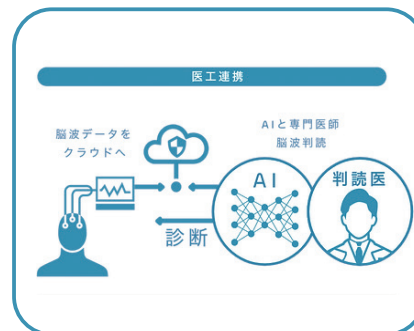 医工連携
脳波データを
クラウドへ
AIと専門医師
脳波判読
AI
判読医
診断